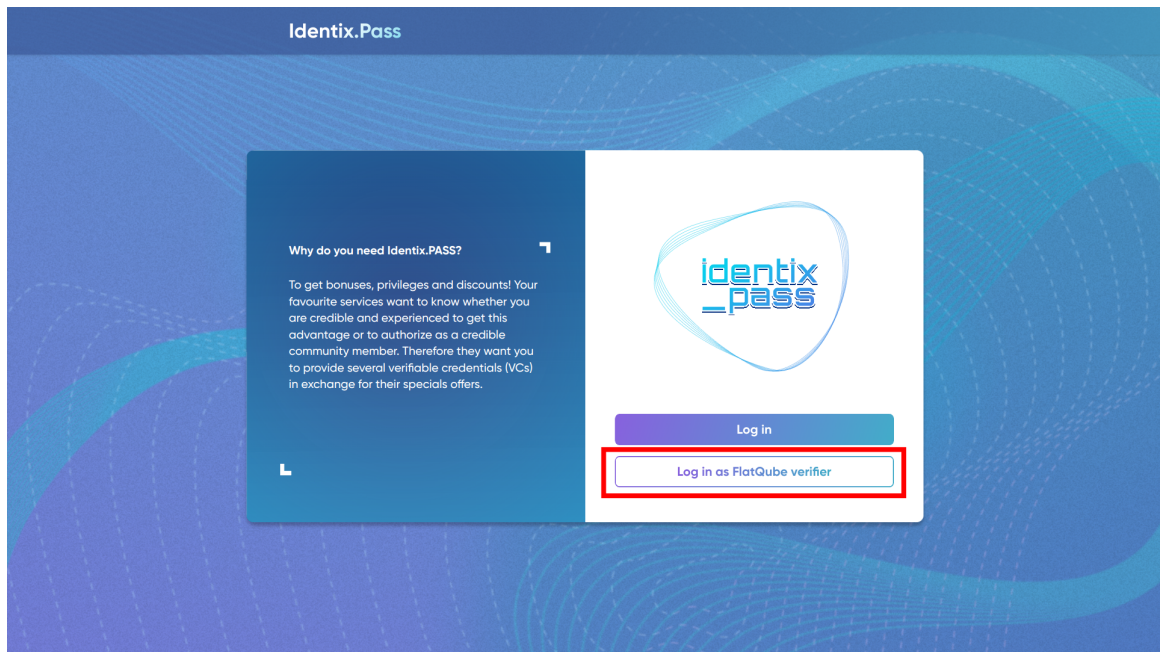 Identix.Pass
Why do you need Identix.PASS?
To get bonuses, privileges and discounts! Your
favourite services want to know whether you
are credible and experienced to get this
advantage or to authorize as a credible
community member. Therefore they want you
to provide several verifiable credentials (VCs)
in exchange for their specials offers.
identix
_pass
Log in
Log in as FlatQube verifier